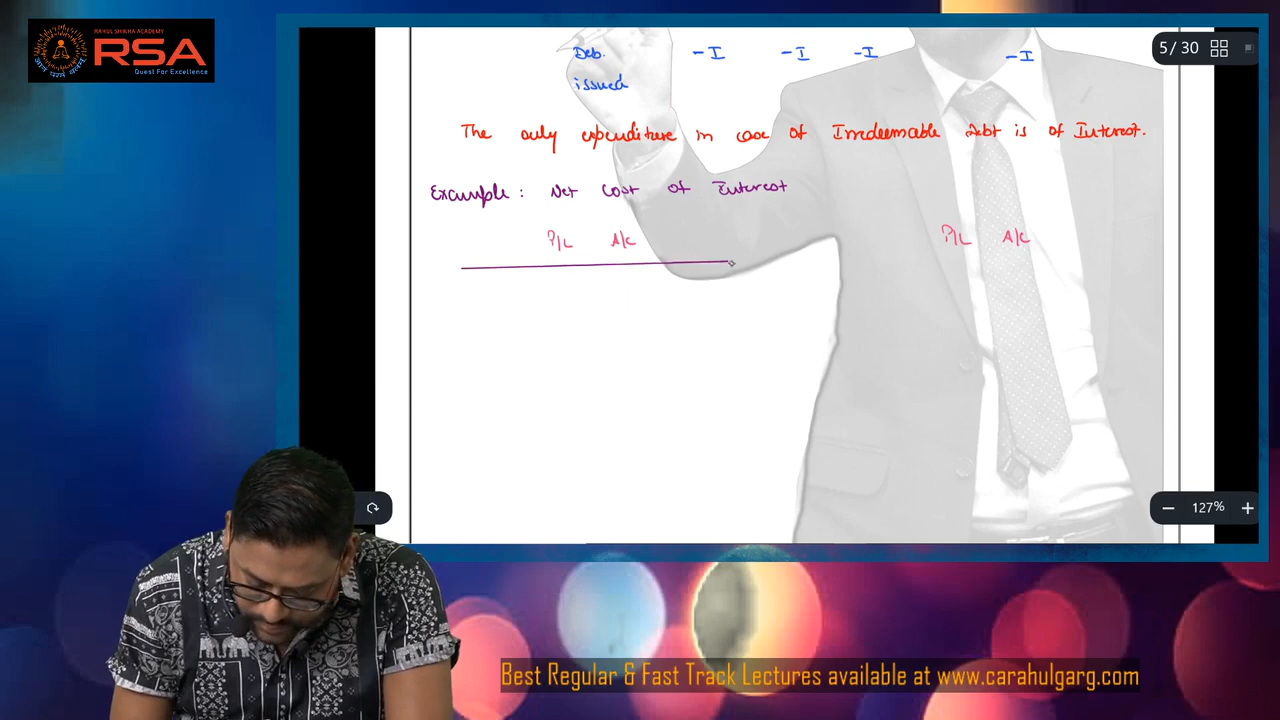 RAHUL SHIKHA ACADEMY
RSA
Quest For Excellence
5/30
Deb. -I -I -I -I
issued
The only expenditure in case of Irredeemable Debt is of Interest.
Example: Net Cost of Interest
P/L A/c P/L A/c
127%
Best Regular & Fast Track Lectures available at www.carahulgarg.com